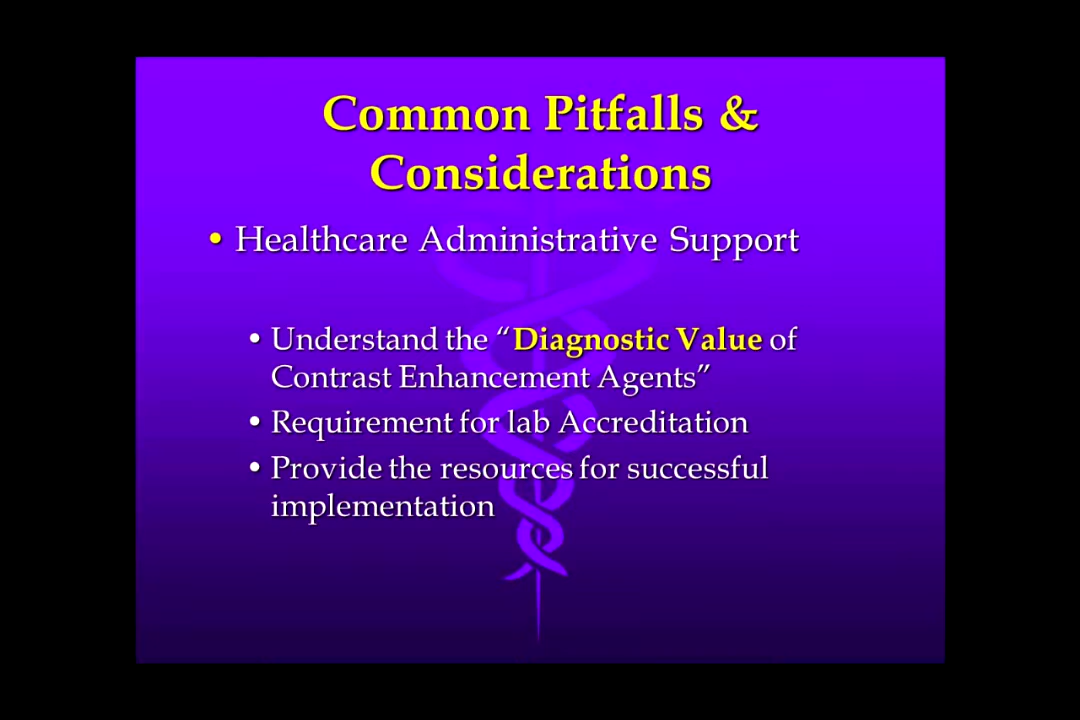 Common Pitfalls &
Considerations
• Healthcare Administrative Support
• Understand the “Diagnostic Value of
Contrast Enhancement Agents”
• Requirement for lab Accreditation
• Provide the resources for successful
implementation